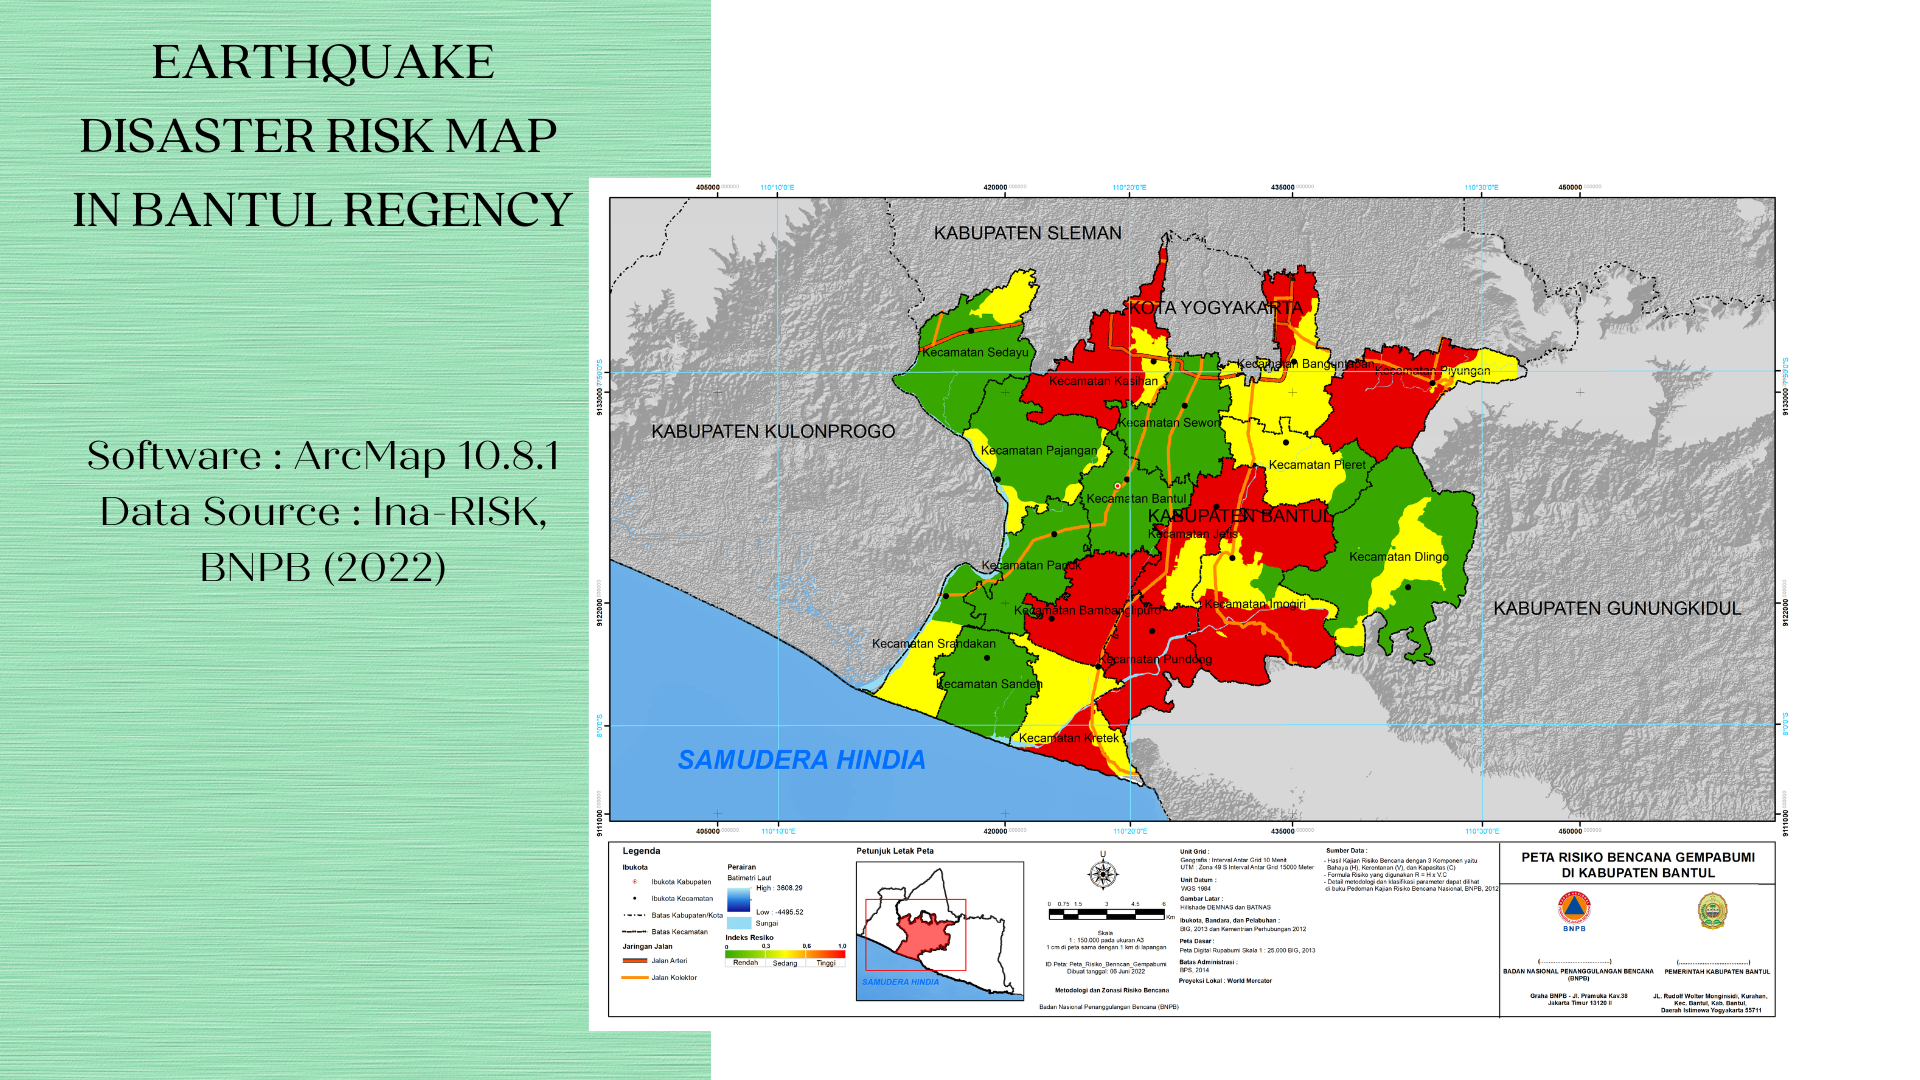 EARTHQUAKE
DISASTER RISK MAP
IN BANTUL REGENCY
Software : ArcMap 10.8.1
Data Source : Ina-RISK,
BNPB (2022)
405000 110°10'0"E 420000 110°20'0"E 435000 110°30'0"E 450000
KABUPATEN SLEMAN
KOTA YOGYAKARTA
Kecamatan Sedayu
Kecamatan Banguntapan
Kecamatan Piyungan
Kecamatan Kasihan
Kecamatan Sewon
KABUPATEN KULONPROGO
Kecamatan Pajangan
Kecamatan Pleret
Kecamatan Bantul
KABUPATEN BANTUL
Kecamatan Jetis
Kecamatan Dlingo
Kecamatan Pandak
Kecamatan Imogiri
KABUPATEN GUNUNGKIDUL
Kecamatan Bambanglipuro
Kecamatan Srandakan
Kecamatan Pundong
Kecamatan Sanden
Kecamatan Kretek
SAMUDERA HINDIA
9133000
9122000
8°0'0"S
9111000
405000 110°10'0"E 420000 110°20'0"E 435000 110°30'0"E 450000
Legenda
Ibukota
Ibukota Kabupaten
Ibukota Kecamatan
Batas Kabupaten/Kota
Batas Kecamatan
Jaringan Jalan
Jalan Arteri
Jalan Kolektor
Perairan
Batimetri Laut
High : 3608.29
Low : -4495.52
Sungai
Indeks Resiko
0 0,3 0,6 1,0
Rendah Sedang Tinggi
Petunjuk Letak Peta
SAMUDERA HINDIA
U
0 0.75 1.5 3 4.5 6
Km
Skala
1 : 150.000 pada ukuran A3
1 cm di peta sama dengan 1 km di lapangan
ID Peta: Peta_Risiko_Benncan_Gempabumi
Dibuat tanggal: 06 Juni 2022
Metodologi dan Zonasi Risiko Bencana
Badan Nasional Penanggulangan Bencana (BNPB)
Unit Grid :
Geografis : Interval Antar Grid 10 Menit
UTM : Zona 49 S Interval Antar Grid 15000 Meter
Unit Datum :
WGS 1984
Gambar Latar :
Hillshade DEMNAS dan BATNAS
Ibukota, Bandara, dan Pelabuhan :
BIG, 2013 dan Kementrian Perhubungan 2012
Peta Dasar :
Peta Digital Rupabumi Skala 1 : 25.000 BIG, 2013
Batas Administrasi :
BPS, 2014
Proyeksi Lokal : World Mercator
Sumber Data :
- Hasil Kajian Risiko Bencana dengan 3 Komponen yaitu
Bahaya (H), Kerentanan (V), dan Kapasitas (C)
- Formula Risiko yang digunakan R = H x V.C
- Detail metodologi dan klasifikasi parameter dapat dilihat
di buku Pedoman Kajian Risiko Bencana Nasional, BNPB, 2012
PETA RISIKO BENCANA GEMPABUMI
DI KABUPATEN BANTUL
BNPB
BADAN NASIONAL PENANGGULANGAN BENCANA
(BNPB)
Graha BNPB - Jl. Pramuka Kav.38
Jakarta Timur 13120 II
PEMERINTAH KABUPATEN BANTUL
JL. Rudolf Wolter Monginsidi, Kurahan,
Kec. Bantul, Kab. Bantul,
Daerah Istimewa Yogyakarta 55711